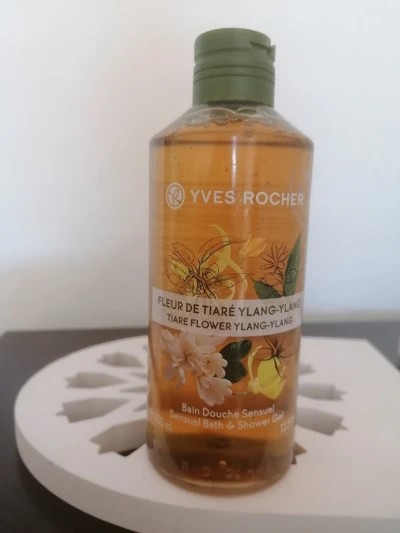 YVES ROCHER
FLEUR DE TIARÉ YLANG-YLANG
TIARE FLOWER YLANG-YLANG
Bain Douche Sensuel
Sensual Bath & Shower Gel